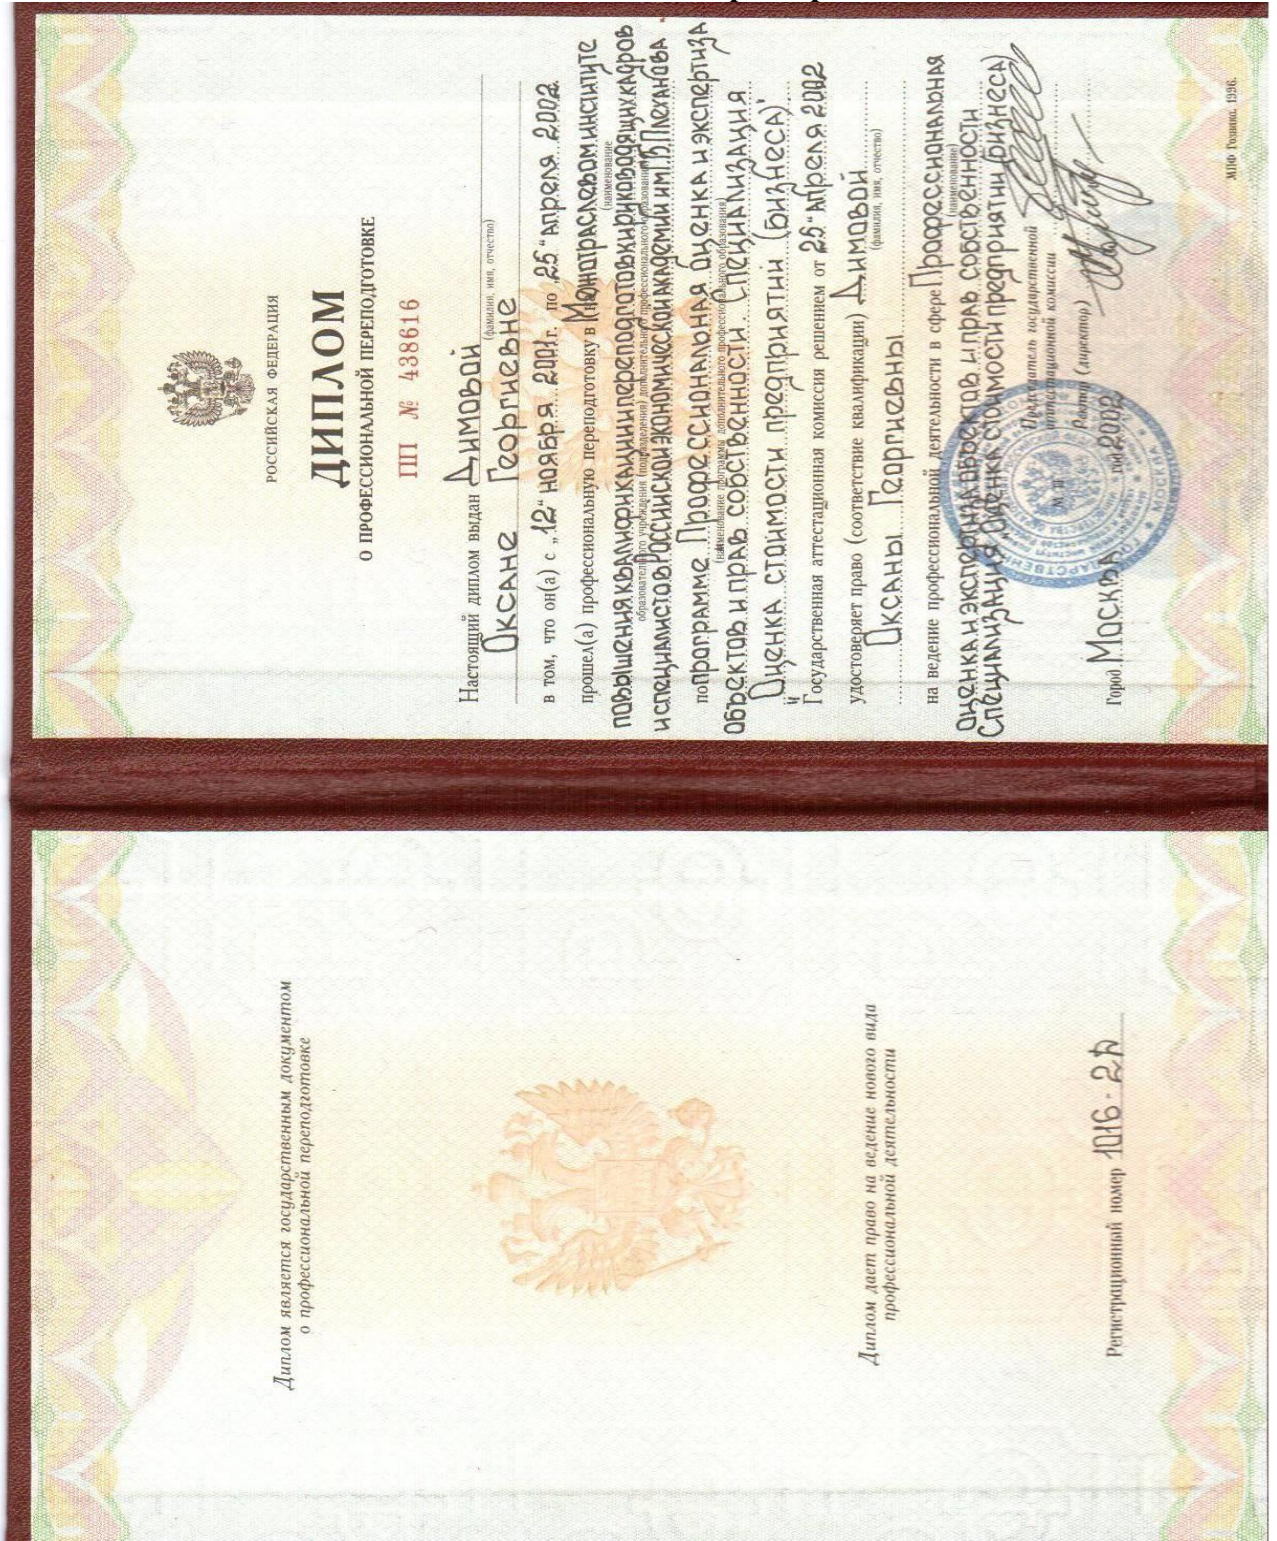 Диплом является государственным документом
о профессиональной переподготовке
Диплом дает право на ведение нового вида
профессиональной деятельности
Регистрационный номер 1016-2Д
РОССИЙСКАЯ ФЕДЕРАЦИЯ
ДИПЛОМ
О ПРОФЕССИОНАЛЬНОЙ ПЕРЕПОДГОТОВКЕ
ПП № 438616
Настоящий диплом выдан Димовой
(фамилия, имя, отчество)
Оксане Георгиевне
в том, что он(а) с „12“ ноября 2001г. по „25“ апреля 2002
прошел(а) профессиональную переподготовку в (на) Межотраслевом институте
(наименование
повышения квалификации и переподготовки руководящих кадров
образовательного учреждения (подразделения) дополнительного профессионального образования)
и специалистов Российской экономической академии им. Г.В. Плеханова
по программе Профессиональная оценка и экспертиза
(наименование программы дополнительного профессионального образования)
объектов и прав собственности. Специализация
"Оценка стоимости предприятий (бизнеса)"
Государственная аттестационная комиссия решением от 25 " апреля 2002
удостоверяет право (соответствие квалификации) Димовой
(фамилия, имя, отчество)
Оксаны Георгиевны
на ведение профессиональной деятельности в сфере Профессиональная
(наименование)
оценка и экспертиза объектов и прав собственности
Специализация "Оценка стоимости предприятий (бизнеса)
Председатель государственной
аттестационной комиссии
Ректор (директор)
М. П.
Город Москва год 2002
МПФ Гознака. 1996.